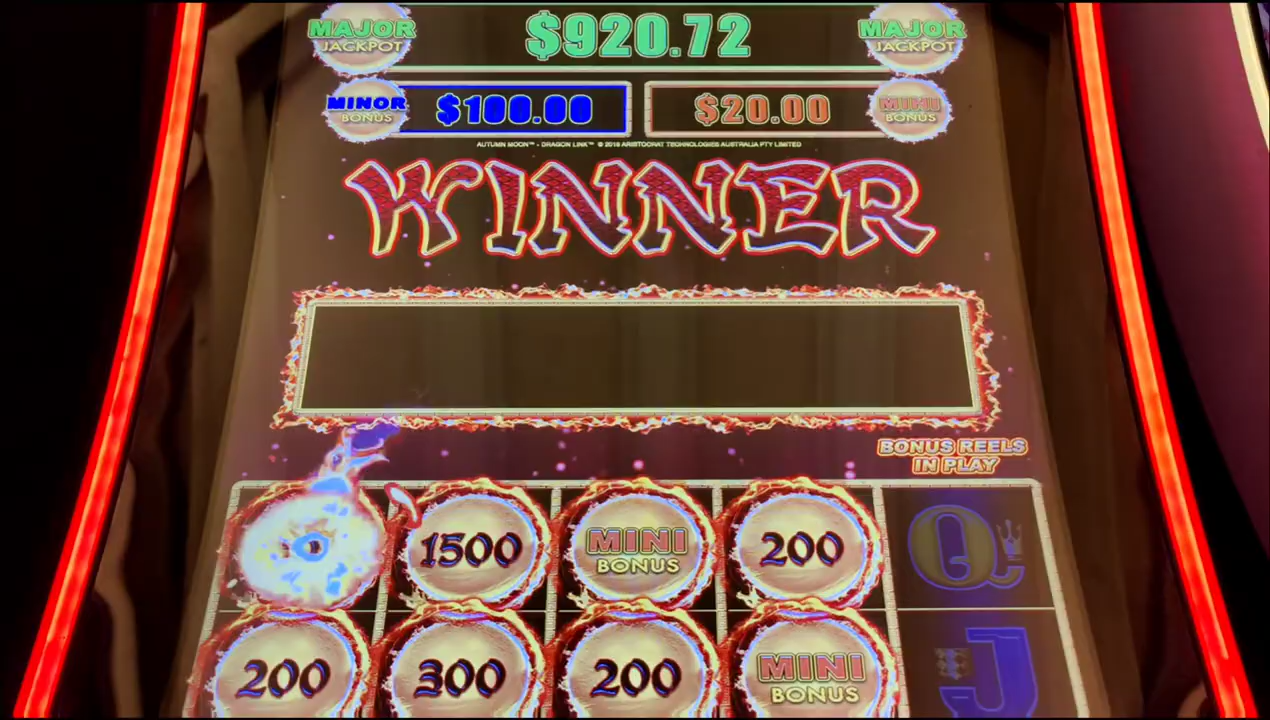 MAJOR JACKPOT $920.72 MAJOR JACKPOT
MINOR BONUS $100.00 $20.00 MINI BONUS
AUTUMN MOON™ - DRAGON LINK™ © 2018 ARISTOCRAT TECHNOLOGIES AUSTRALIA PTY LIMITED
WINNER
BONUS REELS
IN PLAY
1500 MINI BONUS 200 Q
200 300 200 MINI BONUS J